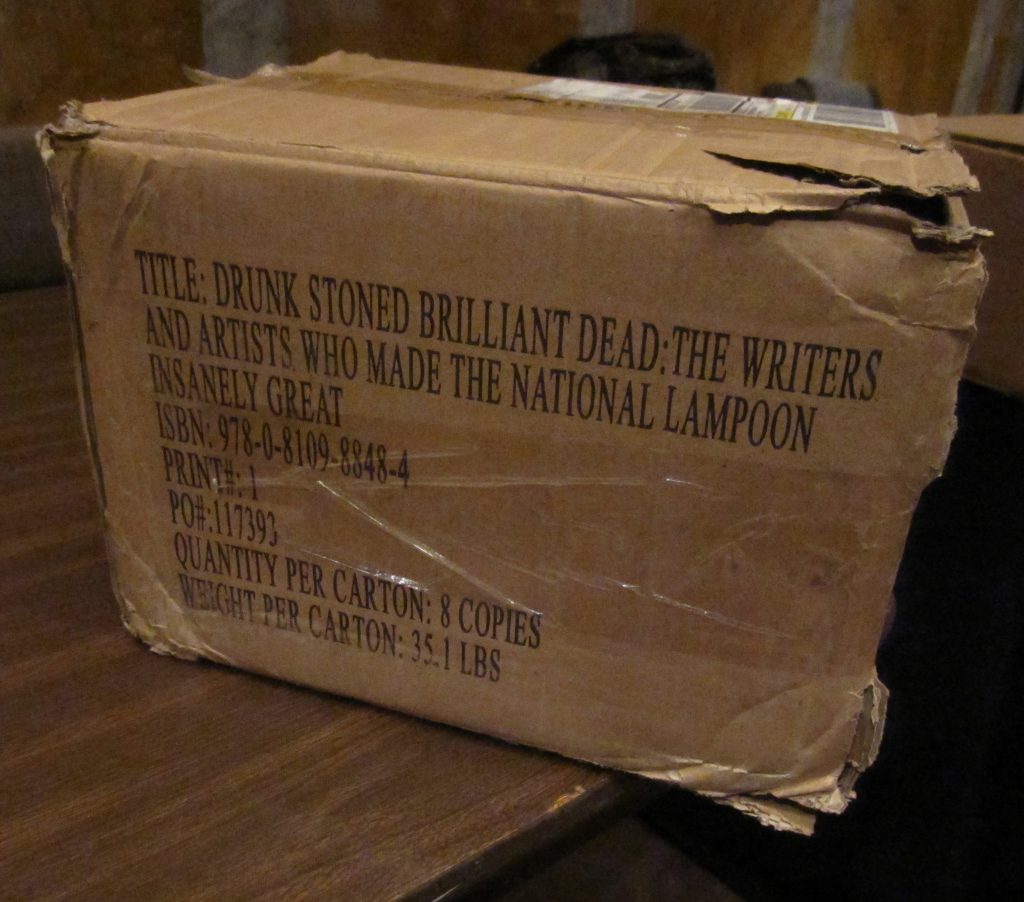 TITLE: DRUNK STONED BRILLIANT DEAD:THE WRITERS
AND ARTISTS WHO MADE THE NATIONAL LAMPOON
INSANELY GREAT
ISBN: 978-0-8109-8848-4
PRINT#: 1
PO#:117393
QUANTITY PER CARTON: 8 COPIES
WEIGHT PER CARTON: 35.1 LBS